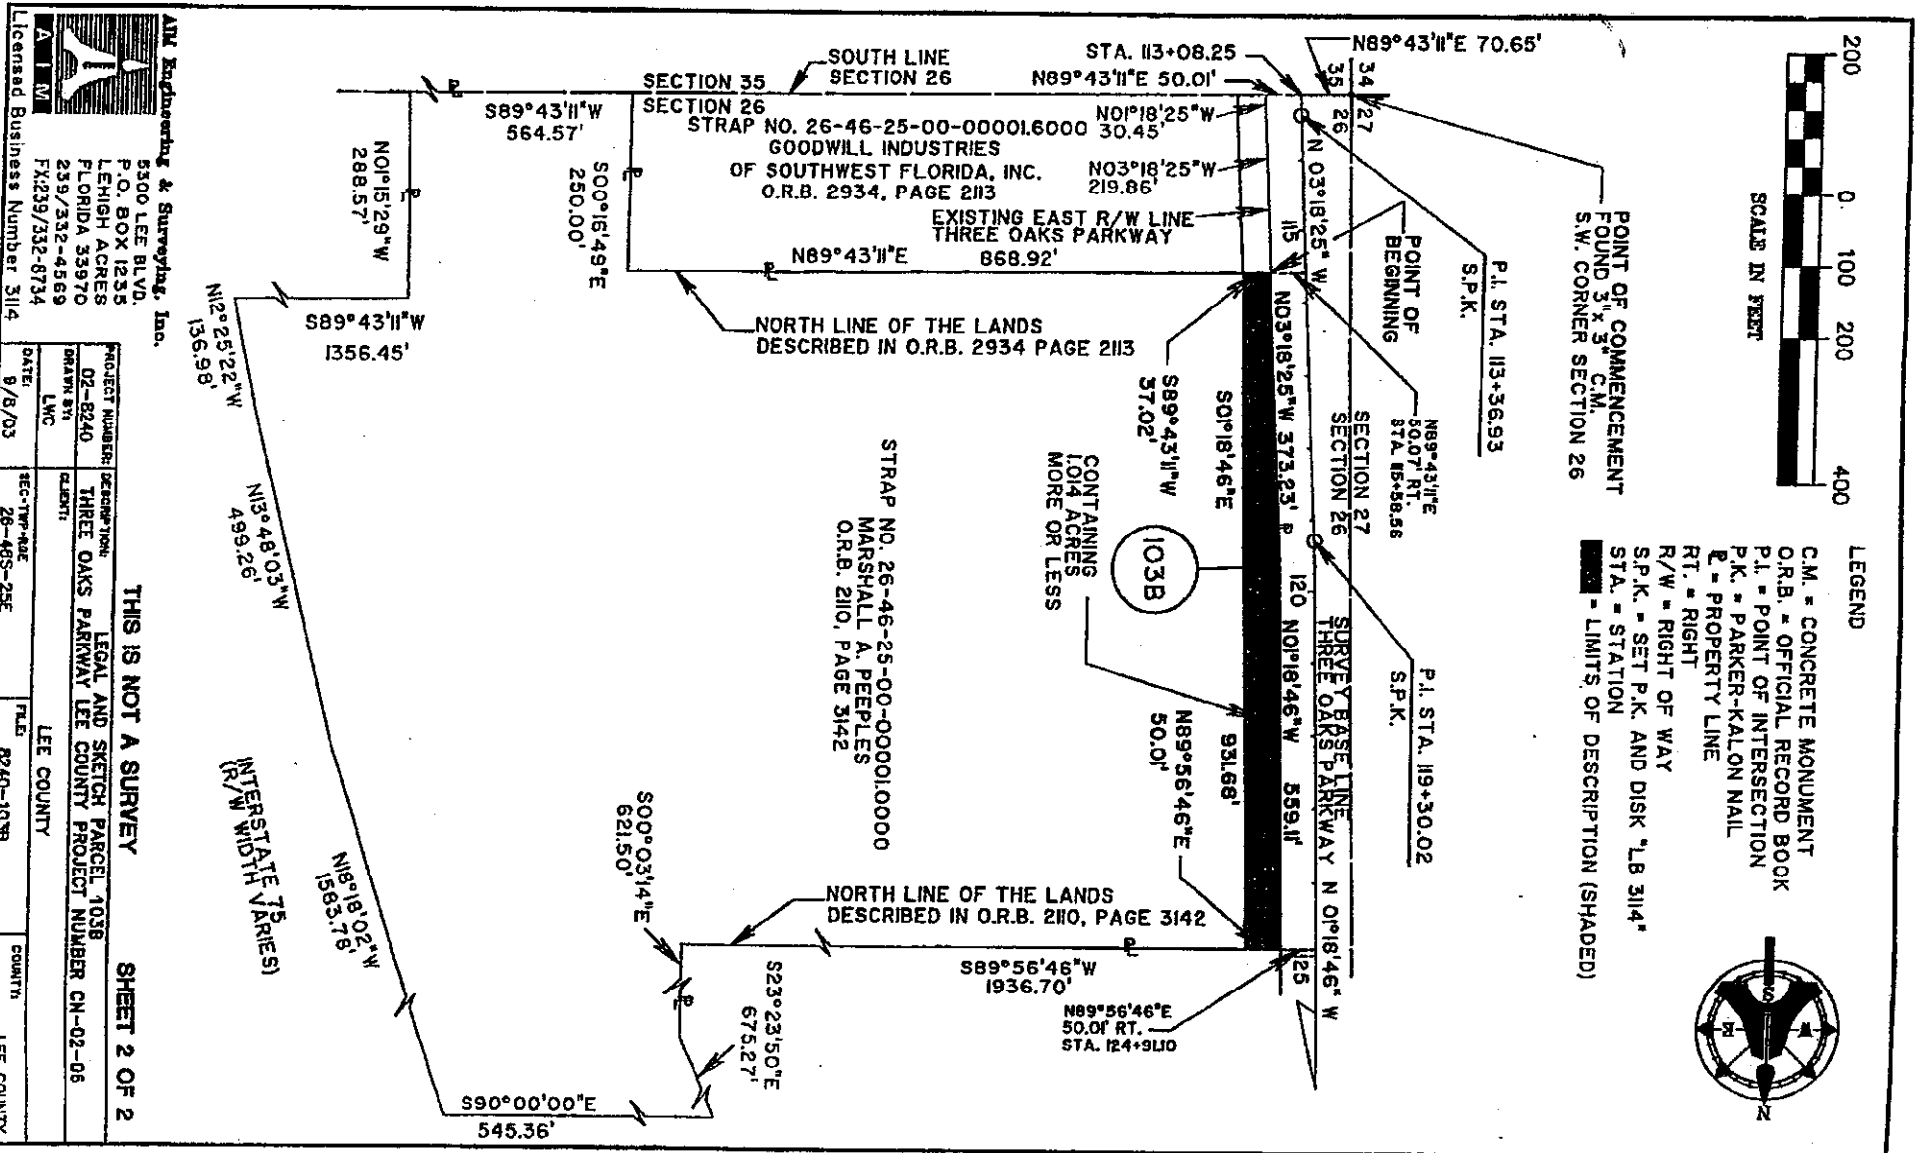 200
0
100
200
400
SCALE IN FEET
LEGEND
C.M. = CONCRETE MONUMENT
O.R.B. = OFFICIAL RECORD BOOK
P.I. = POINT OF INTERSECTION
P.K. = PARKER-KALON NAIL
PL = PROPERTY LINE
RT. = RIGHT
R/W = RIGHT OF WAY
S.P.K. = SET P.K. AND DISK "LB 3114"
STA. = STATION
= LIMITS OF DESCRIPTION (SHADED)
N
S
E
W
POINT OF COMMENCEMENT
FOUND 3" x 3" C.M.
S.W. CORNER SECTION 26
P.I. STA. 113+36.93
S.P.K.
P.I. STA. 119+30.02
S.P.K.
N89°43'11"E 70.65'
STA. 113+08.25
N89°43'11"E 50.01'
34
27
35
26
SOUTH LINE
SECTION 26
SECTION 35
SECTION 26
N01°18'25"W
30.45'
N03°18'25"W
219.86'
N 03°18'25" W
115
POINT OF
BEGINNING
N89°43'11"E
50.07' RT.
STA. 115+58.56
SECTION 27
SECTION 26
SURVEY BASE LINE
THREE OAKS PARKWAY
N 01°18'46" W
120
125
STRAP NO. 26-46-25-00-00001.6000
GOODWILL INDUSTRIES
OF SOUTHWEST FLORIDA, INC.
O.R.B. 2934, PAGE 2113
EXISTING EAST R/W LINE
THREE OAKS PARKWAY
N89°43'11"E
868.92'
S89°43'11"W
564.57'
S00°16'49"E
250.00'
N01°15'29"W
288.57'
S89°43'11"W
1356.45'
NORTH LINE OF THE LANDS
DESCRIBED IN O.R.B. 2934 PAGE 2113
N03°18'25"W 373.23'
N01°18'46"W 559.11'
S89°43'11"W
37.02'
S01°18'46"E
931.68'
103B
CONTAINING
1.014 ACRES
MORE OR LESS
N89°56'46"E
50.01'
STRAP NO. 26-46-25-00-00001.0000
MARSHALL A. PEEPLES
O.R.B. 2110, PAGE 3142
NORTH LINE OF THE LANDS
DESCRIBED IN O.R.B. 2110, PAGE 3142
S89°56'46"W
1936.70'
N89°56'46"E
50.01' RT.
STA. 124+91.10
S00°03'14"E
621.50'
S23°23'50"E
675.27'
S90°00'00"E
545.36'
N12°25'22"W
136.98'
N13°48'03"W
499.26'
N18°18'02"W
1583.78'
INTERSTATE 75
(R/W WIDTH VARIES)
THIS IS NOT A SURVEY
SHEET 2 OF 2
AIM Engineering & Surveying, Inc.
5300 LEE BLVD.
P.O. BOX 1235
LEHIGH ACRES
FLORIDA 33970
239/332-4569
FX:239/332-8734
AIM
Licensed Business Number 3114
PROJECT NUMBER:
02-8240
DESCRIPTION:
LEGAL AND SKETCH PARCEL 103B
THREE OAKS PARKWAY LEE COUNTY PROJECT NUMBER CN-02-06
DRAWN BY:
LWC
CLIENT:
LEE COUNTY
DATE:
9/8/03
SEC-TWP-RGE
26-46S-25E
FILE:
8240-103B
COUNTY:
LEE COUNTY